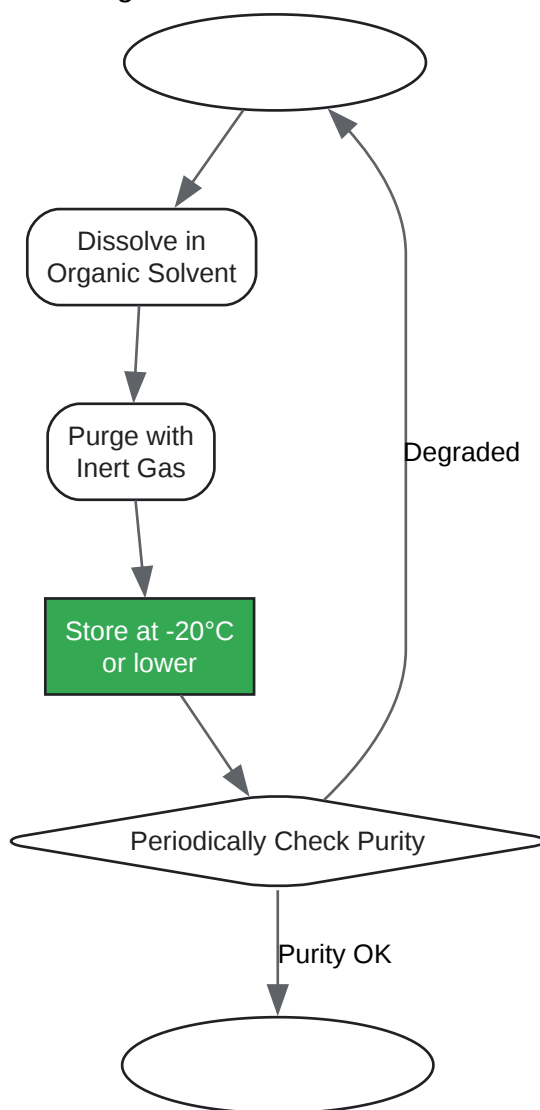 Dissolve in
Organic Solvent
Purge with
Inert Gas
Degraded
Store at -20°C
or lower
Periodically Check Purity
Purity OK